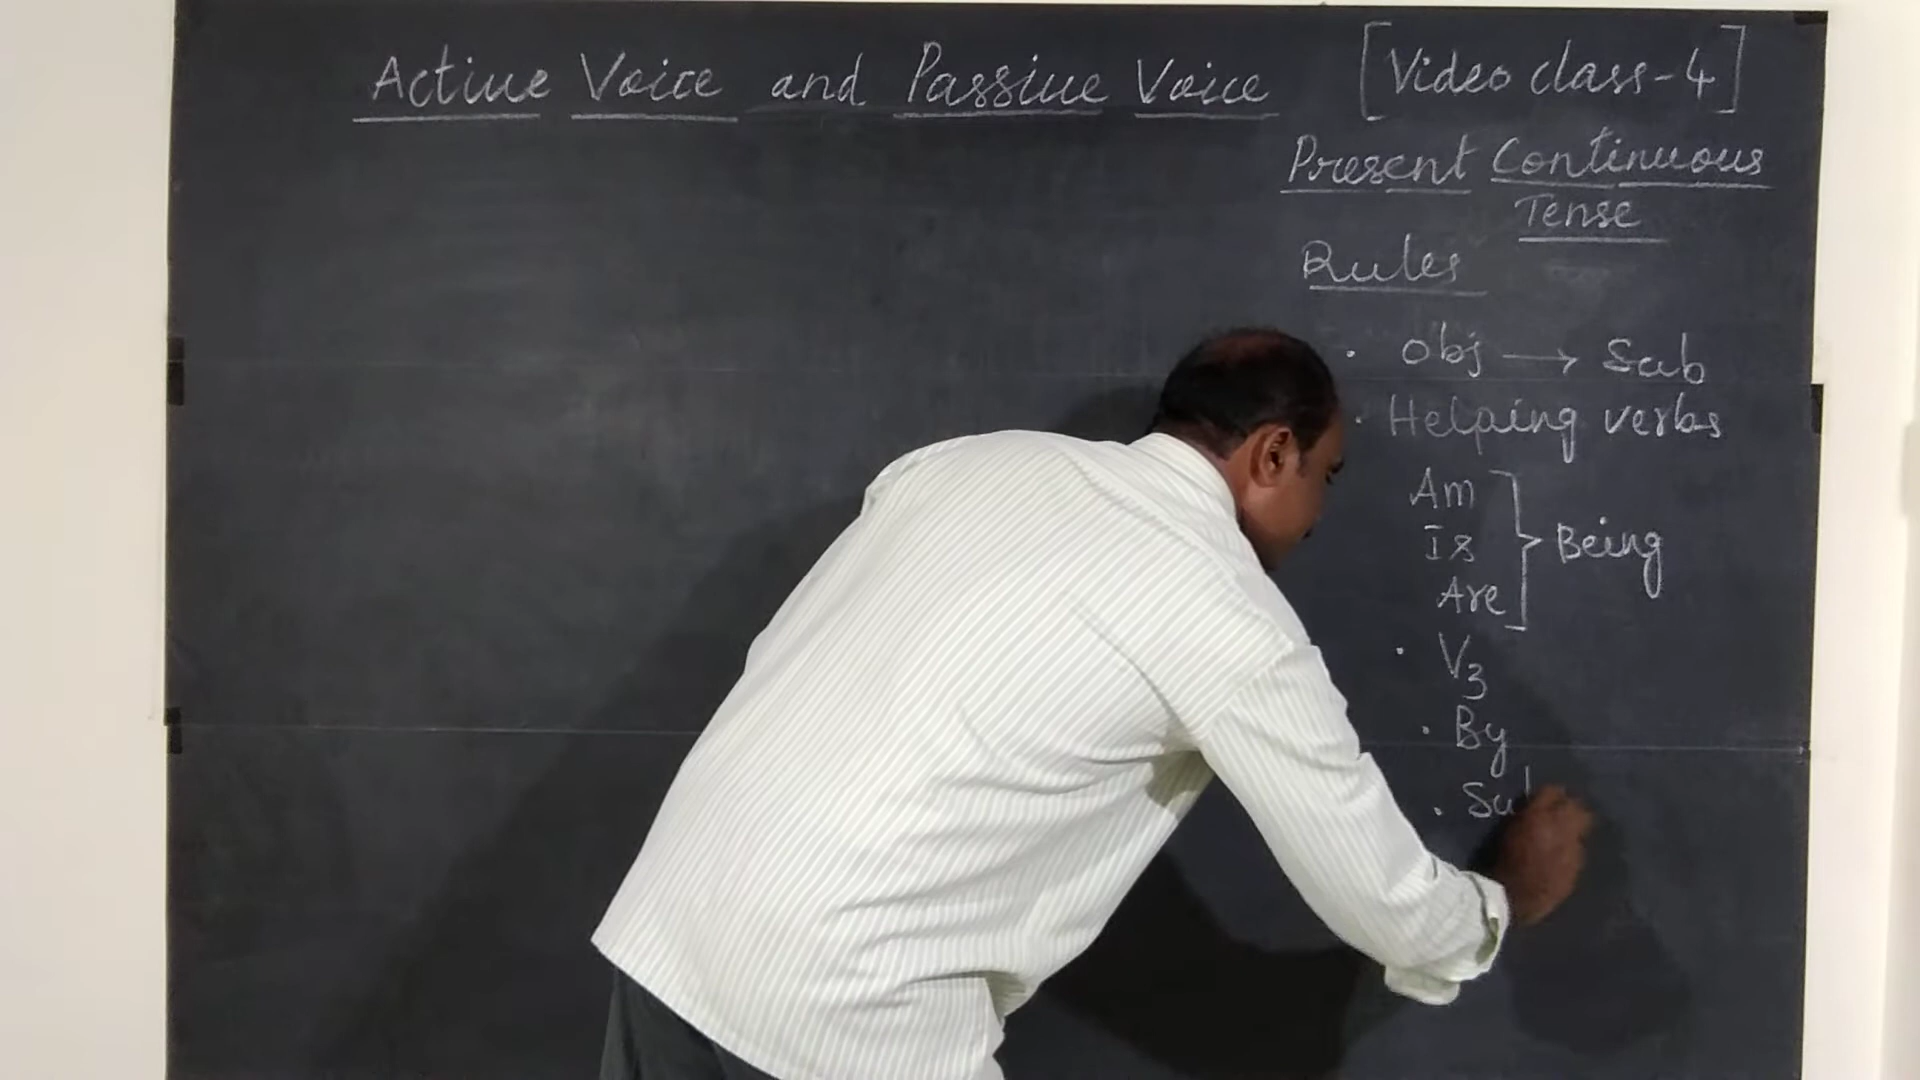 Active Voice and Passive Voice [Video class-4]
Present Continuous
Tense
Rules
· Obj → Sub
· Helping verbs
Am
Is
Are
Being
· V3
· By